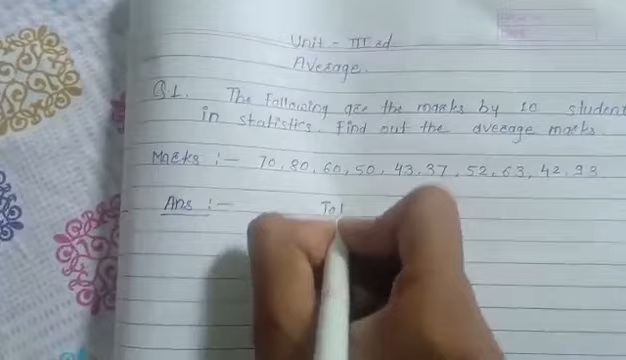 Unit - III rd
Average.
Q.1. The following are the marks by 10 student
in statistics. Find out the average marks.
Marks :- 70, 80, 60, 50, 43, 37, 52, 63, 42, 93
Ans :- Tot